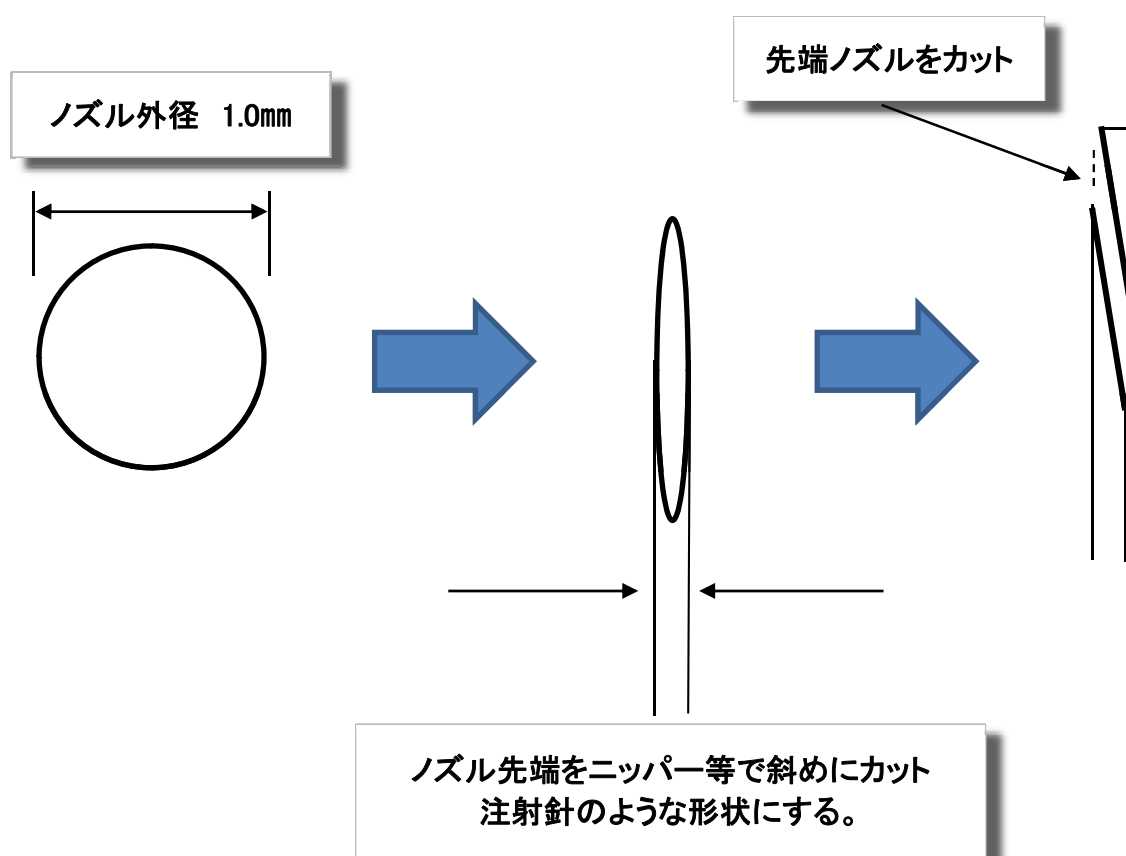 先端ノズルをカット
ノズル外径 1.0㎜
ノズル先端をニッパー等で斜めにカット
注射針のような形状にする。